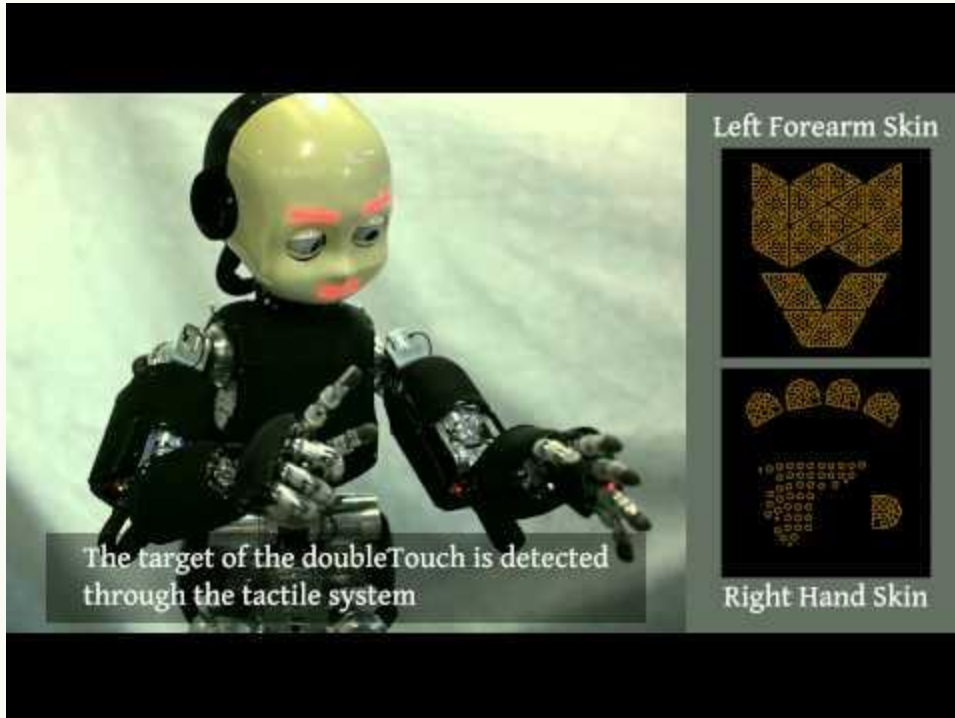 Left Forearm Skin
The target of the doubleTouch is detected
through the tactile system
Right Hand Skin